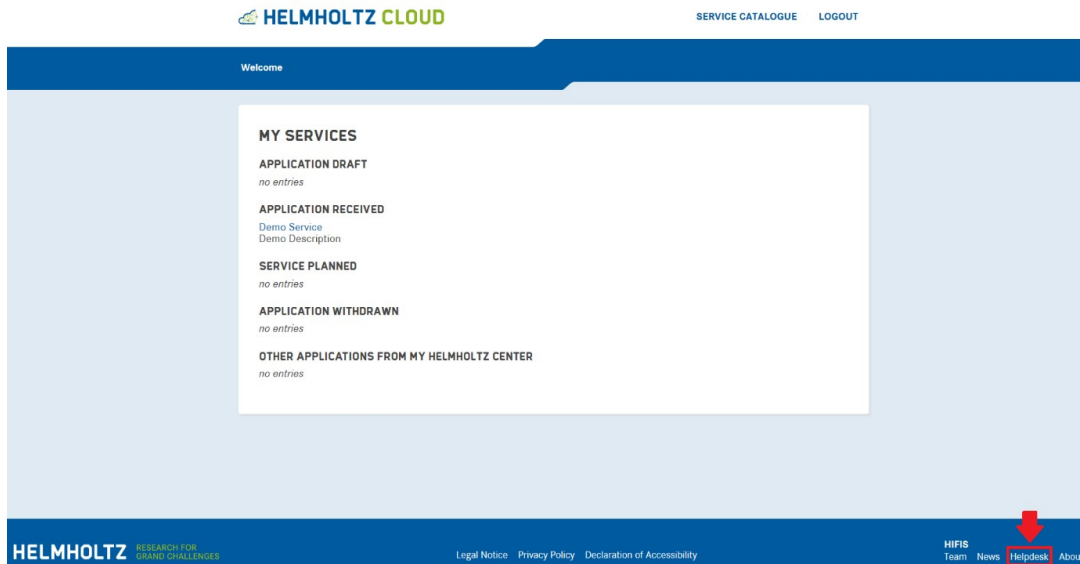 HELMHOLTZ CLOUD
SERVICE CATALOGUE LOGOUT
Welcome
MY SERVICES
APPLICATION DRAFT
no entries
APPLICATION RECEIVED
Demo Service
Demo Description
SERVICE PLANNED
no entries
APPLICATION WITHDRAWN
no entries
OTHER APPLICATIONS FROM MY HELMHOLTZ CENTER
no entries
HELMHOLTZ RESEARCH FOR
GRAND CHALLENGES
Legal Notice Privacy Policy Declaration of Accessibility
HIFIS
Team News Helpdesk Abou